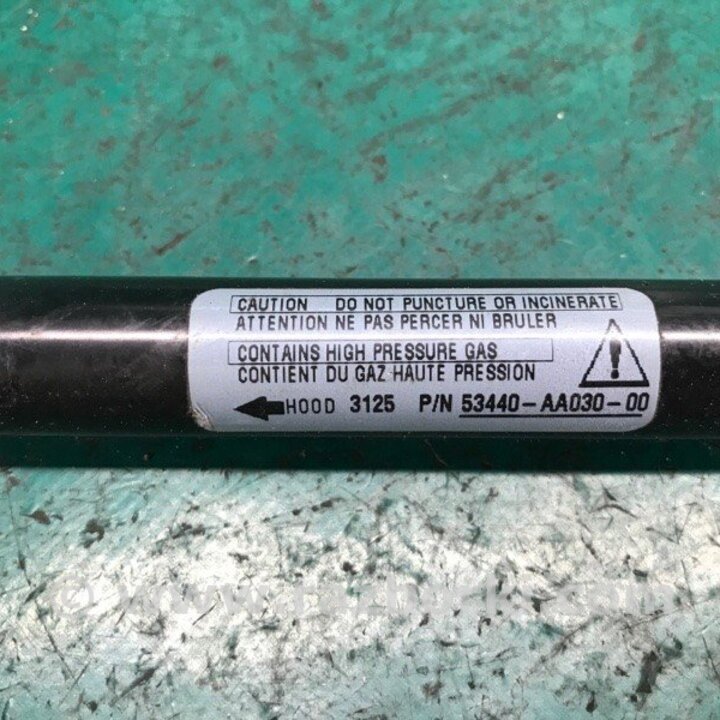 CAUTION DO NOT PUNCTURE OR INCINERATE
ATTENTION NE PAS PERCER NI BRULER
CONTAINS HIGH PRESSURE GAS
CONTIENT DU GAZ HAUTE PRESSION
HOOD 3125 P/N 53440-AA030-00